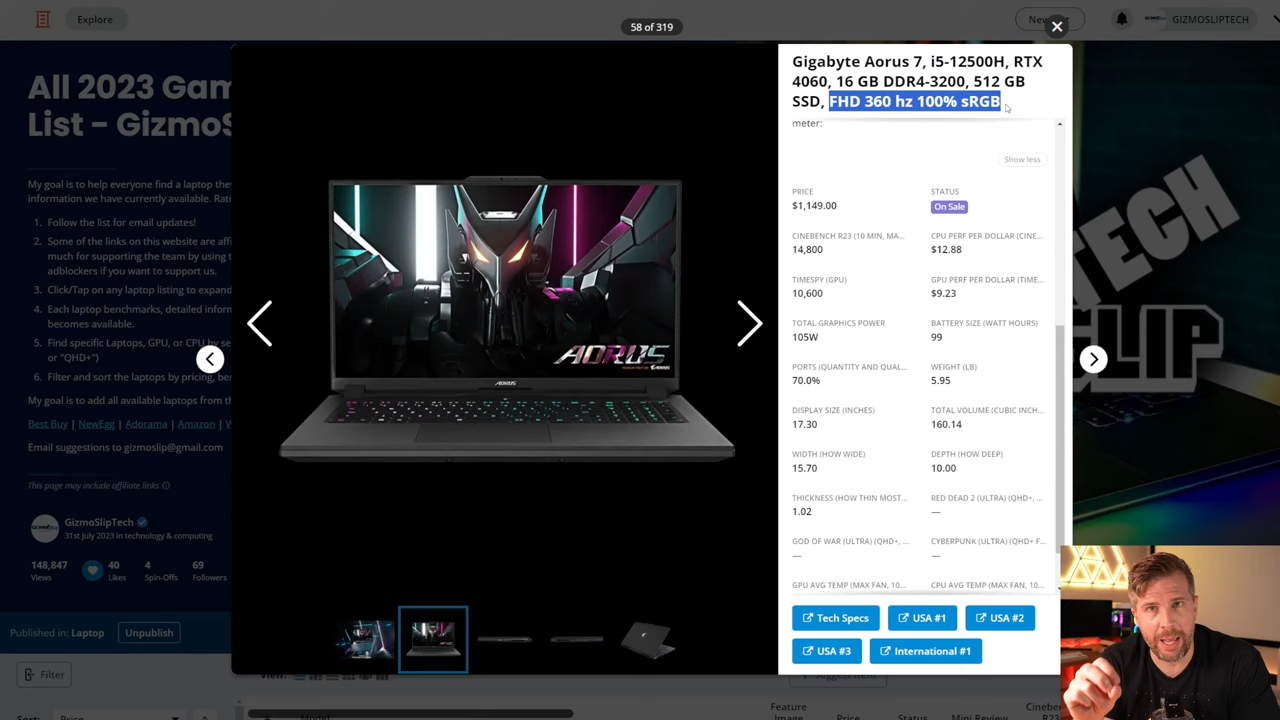 58 of 319
Explore
GIZMOSLIPTECH
All 2023 Gam
List - GizmoS
My goal is to help everyone find a laptop they
information we have currently available.
1. Follow the list for email updates!
2. Some of the links on this website are affi
much for supporting the team by using t
adblockers if you want to support us.
3. Click/Tap on any laptop listing to expand
4. Each laptop benchmarks, detailed infor
becomes available.
5. Find specific Laptops, GPU, or CPU by se
or "QHD+")
6. Filter and sort the laptops by pricing, be
My goal is to add all available laptops from th
Best Buy | NewEgg | Adorama | Amazon | W
Email suggestions to gizmoslip@gmail.com
This page may include affiliate links
GizmoSlipTech
31st July 2023 in technology & computing
148,847
Views
40
Likes
4
Spin-Offs
69
Followers
Published in: Laptop
Unpublish
Filter
AORUS
AORUS
Gigabyte Aorus 7, i5-12500H, RTX
4060, 16 GB DDR4-3200, 512 GB
SSD, FHD 360 hz 100% sRGB
meter:
Show less
PRICE
$1,149.00
STATUS
On Sale
CINEBENCH R23 (10 MIN, MA...
14,800
CPU PERF PER DOLLAR (CINE...
$12.88
TIMESPY (GPU)
10,600
GPU PERF PER DOLLAR (TIME...
$9.23
TOTAL GRAPHICS POWER
105W
BATTERY SIZE (WATT HOURS)
99
PORTS (QUANTITY AND QUAL...
70.0%
WEIGHT (LB)
5.95
DISPLAY SIZE (INCHES)
17.30
TOTAL VOLUME (CUBIC INCH...
160.14
WIDTH (HOW WIDE)
15.70
DEPTH (HOW DEEP)
10.00
THICKNESS (HOW THIN MOST...
1.02
RED DEAD 2 (ULTRA) (QHD+, ...
—
GOD OF WAR (ULTRA) (QHD+, ...
—
CYBERPUNK (ULTRA) (QHD+ F...
—
GPU AVG TEMP (MAX FAN, 10...
CPU AVG TEMP (MAX FAN, 10...
Tech Specs
USA #1
USA #2
USA #3
International #1
View:
Suggest Item
Feature
Image
Price
Status
Mini Review